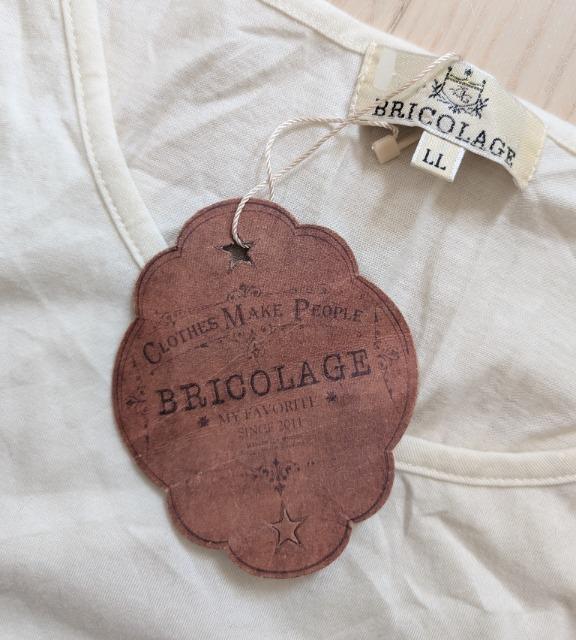 BRICOLAGE
LL
CLOTHES MAKE PEOPLE
BRICOLAGE
MY FAVORITE
SINCE 2011